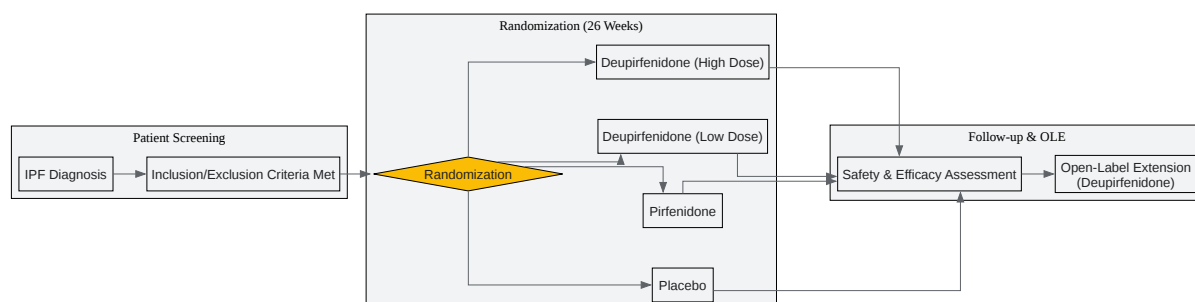 Patient Screening
IPF Diagnosis
Inclusion/Exclusion Criteria Met
Randomization (26 Weeks)
Randomization
Deupirfenidone (High Dose)
Deupirfenidone (Low Dose)
Pirfenidone
Placebo
Follow-up & OLE
Safety & Efficacy Assessment
Open-Label Extension
(Deupirfenidone)